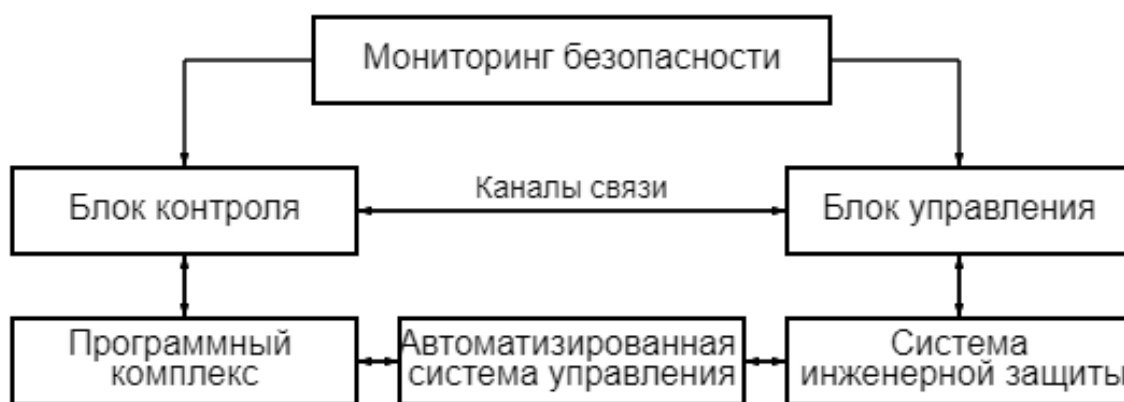 Мониторинг безопасности
Каналы связи
Блок контроля
Блок управления
Программный
комплекс
Автоматизированная
система управления
Система
инженерной защиты